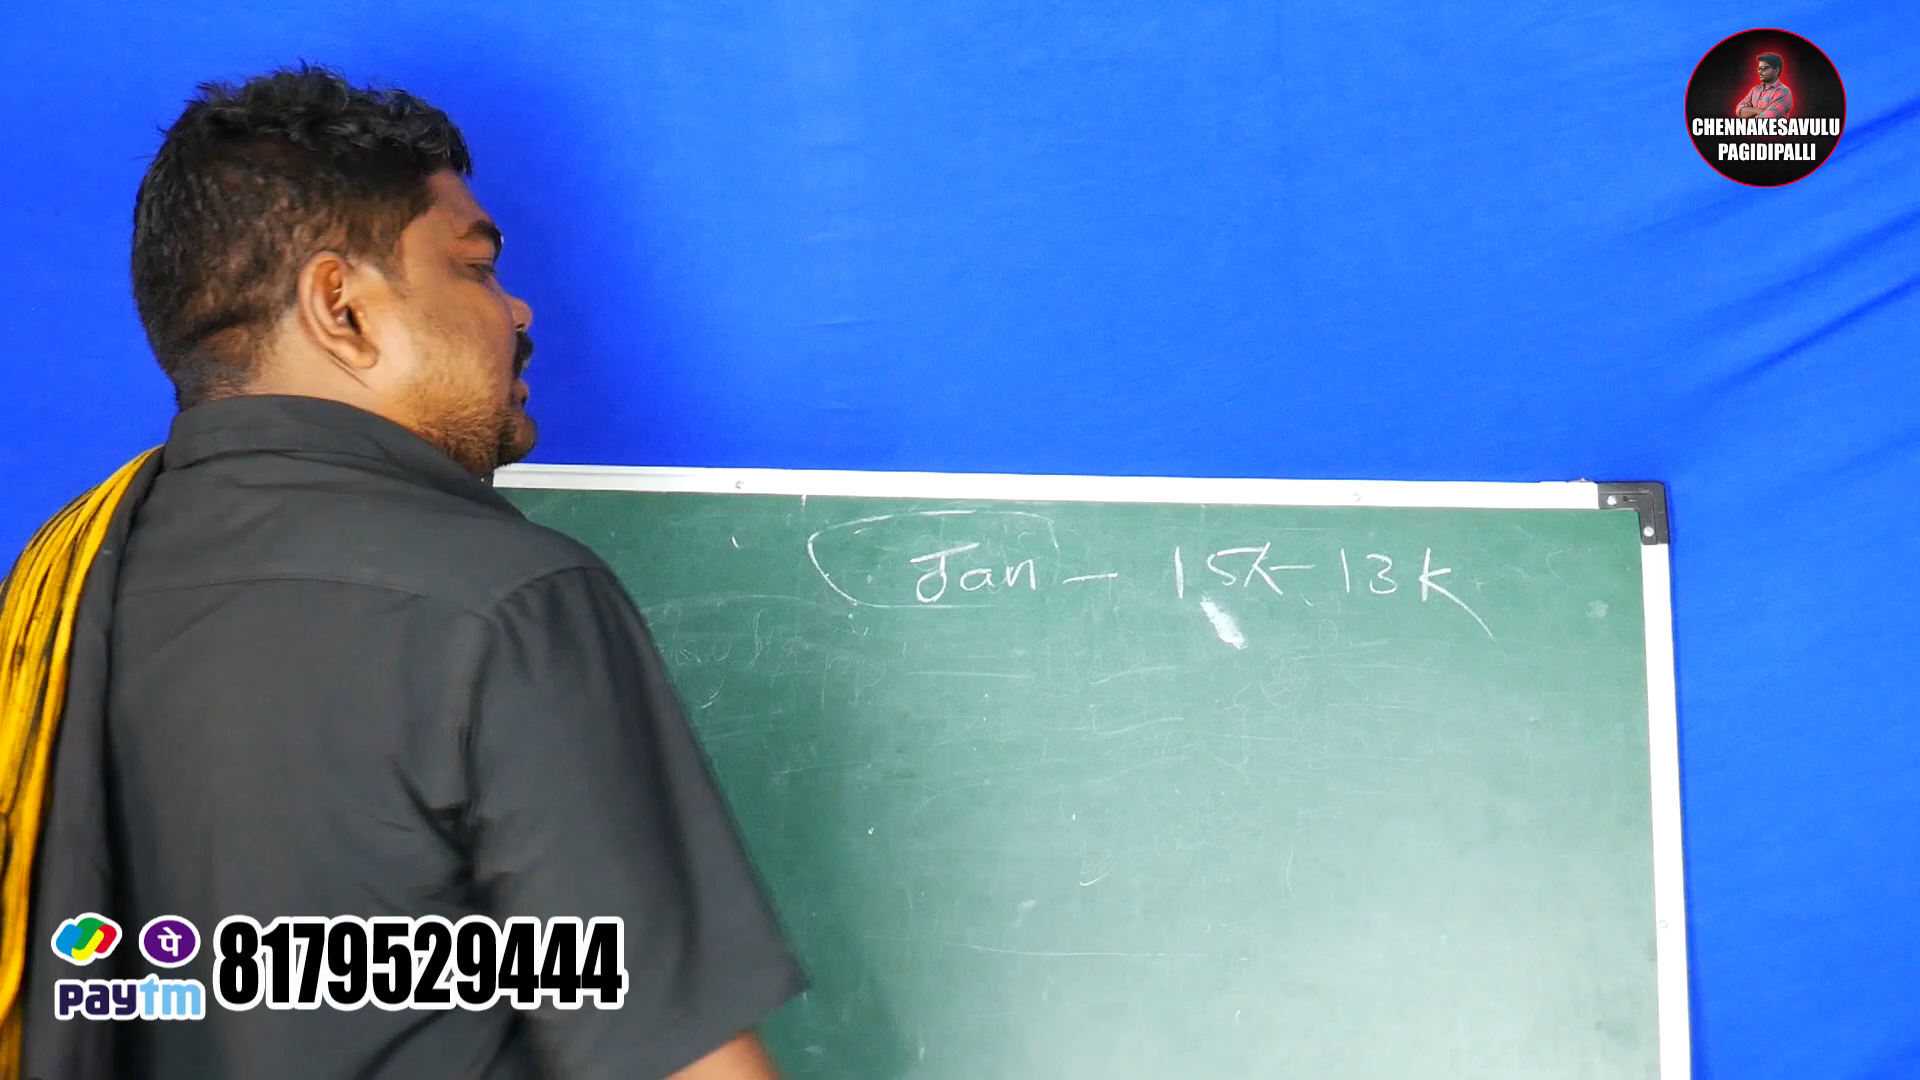 CHENNAKESAVULU
PAGIDIPALLI
Jan - 15K - 13K
पे
paytm
8179529444